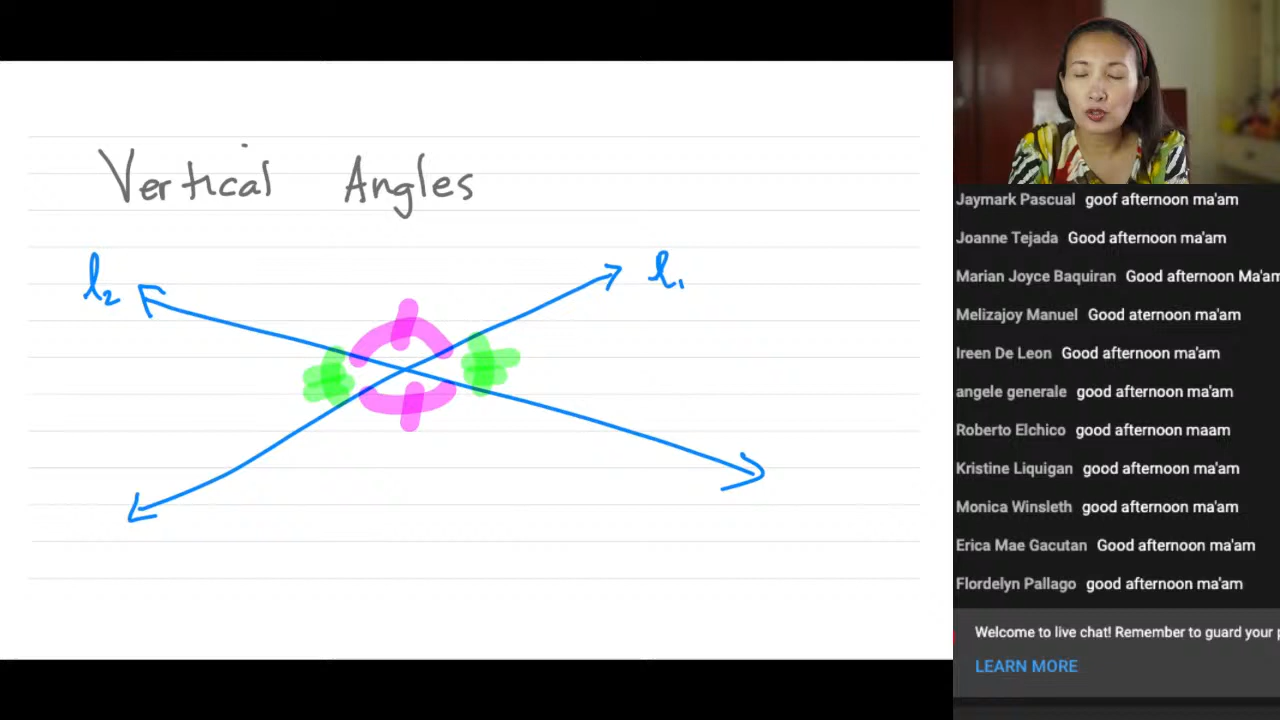 Vertical Angles
l2
l1
Jaymark Pascual goof afternoon ma'am
Joanne Tejada Good afternoon ma'am
Marian Joyce Baquiran Good afternoon Ma'am
Melizajoy Manuel Good aternoon ma'am
Ireen De Leon Good afternoon ma'am
angele generale good afternoon ma'am
Roberto Elchico good afternoon maam
Kristine Liquigan good afternoon ma'am
Monica Winsleth good afternoon ma'am
Erica Mae Gacutan Good afternoon ma'am
Flordelyn Pallago good afternoon ma'am
Welcome to live chat! Remember to guard your
LEARN MORE